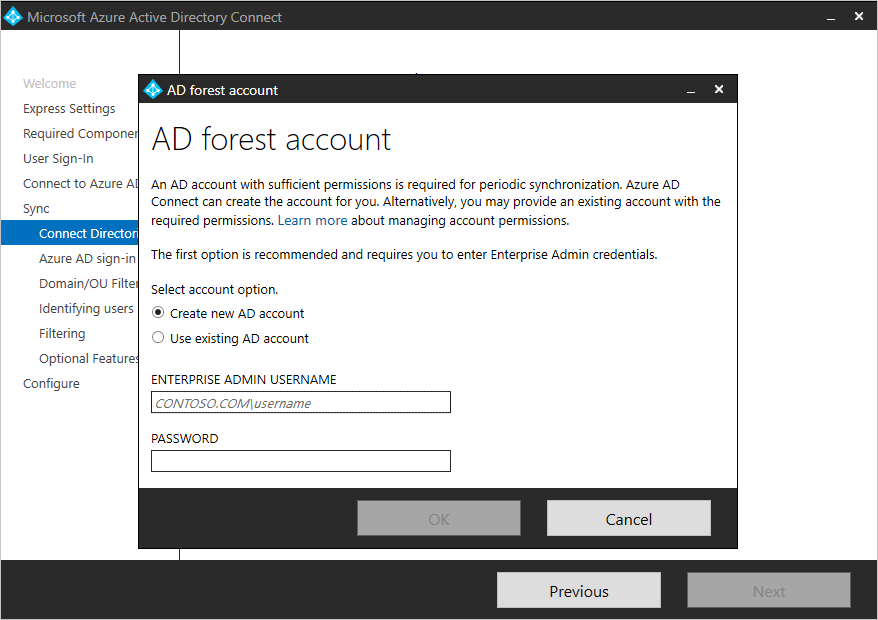 Microsoft Azure Active Directory Connect
Welcome
Express Settings
Required Componen
User Sign-In
Connect to Azure AD
Sync
Connect Directori
Azure AD sign-in
Domain/OU Filter
Identifying users
Filtering
Optional Features
Configure
AD forest account
AD forest account
An AD account with sufficient permissions is required for periodic synchronization. Azure AD
Connect can create the account for you. Alternatively, you may provide an existing account with the
required permissions. Learn more about managing account permissions.
The first option is recommended and requires you to enter Enterprise Admin credentials.
Select account option.
Create new AD account
Use existing AD account
ENTERPRISE ADMIN USERNAME
CONTOSO.COM\username
PASSWORD
OK
Cancel
Previous
Next